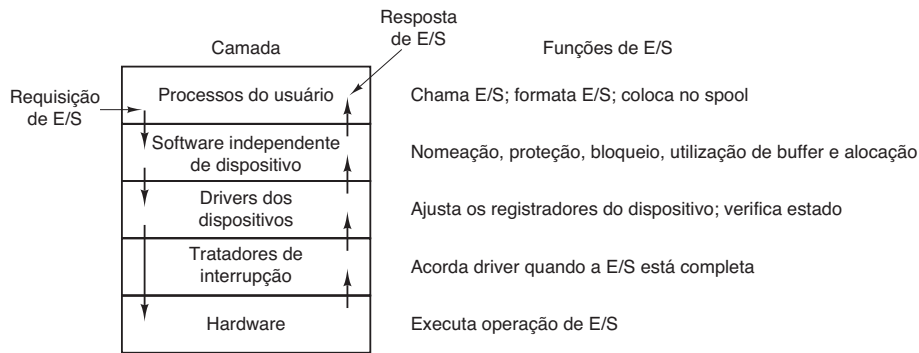 Camada
Resposta
de E/S
Funções de E/S
Requisição
de E/S
Processos do usuário
Chama E/S; formata E/S; coloca no spool
Software independente
de dispositivo
Nomeação, proteção, bloqueio, utilização de buffer e alocação
Drivers dos
dispositivos
Ajusta os registradores do dispositivo; verifica estado
Tratadores de
interrupção
Acorda driver quando a E/S está completa
Hardware
Executa operação de E/S